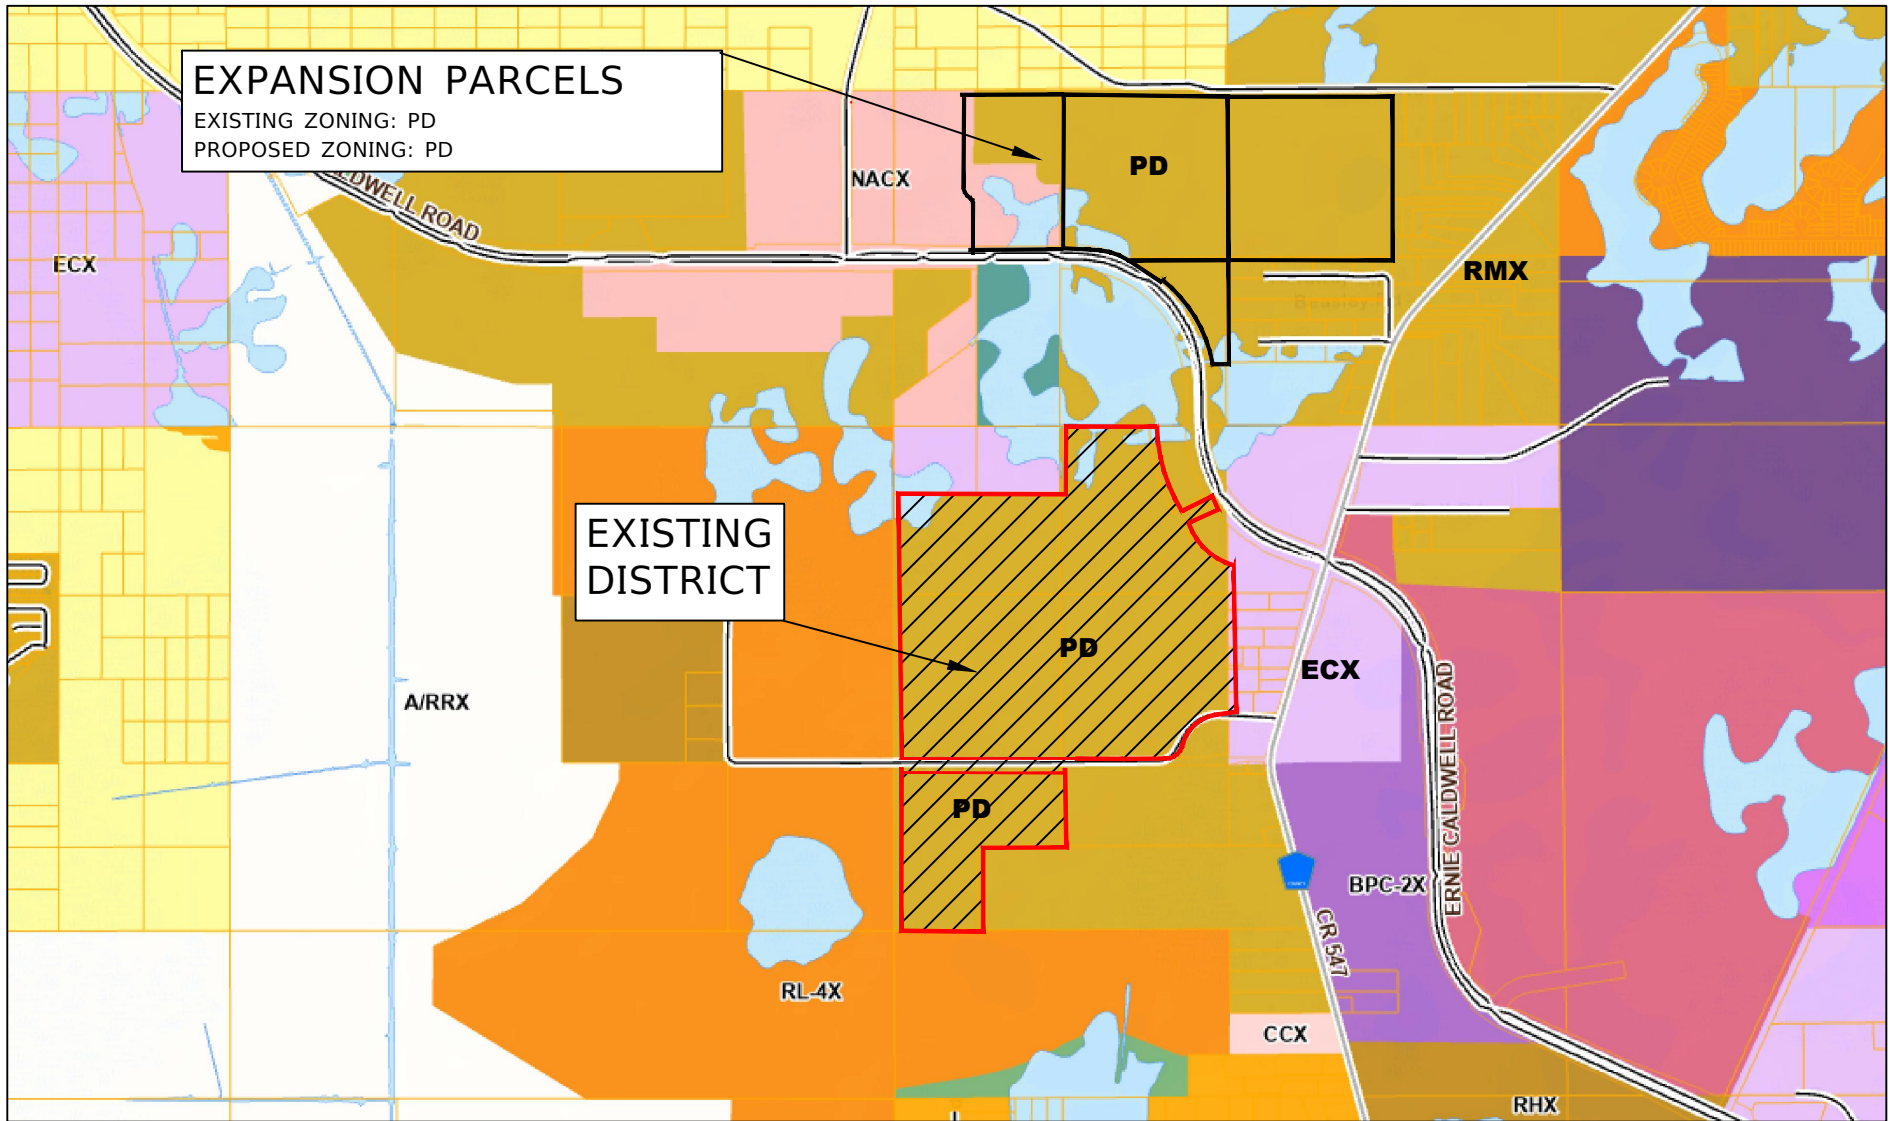 EXPANSION PARCELS
EXISTING ZONING: PD
PROPOSED ZONING: PD
NACX
PD
ROAD
ECX
RMX
EXISTING
DISTRICT
PD
ECX
A/RRX
ERNIE CALDWELL ROAD
PD
BPC-2X
CR 547
RL-4X
CCX
RHX